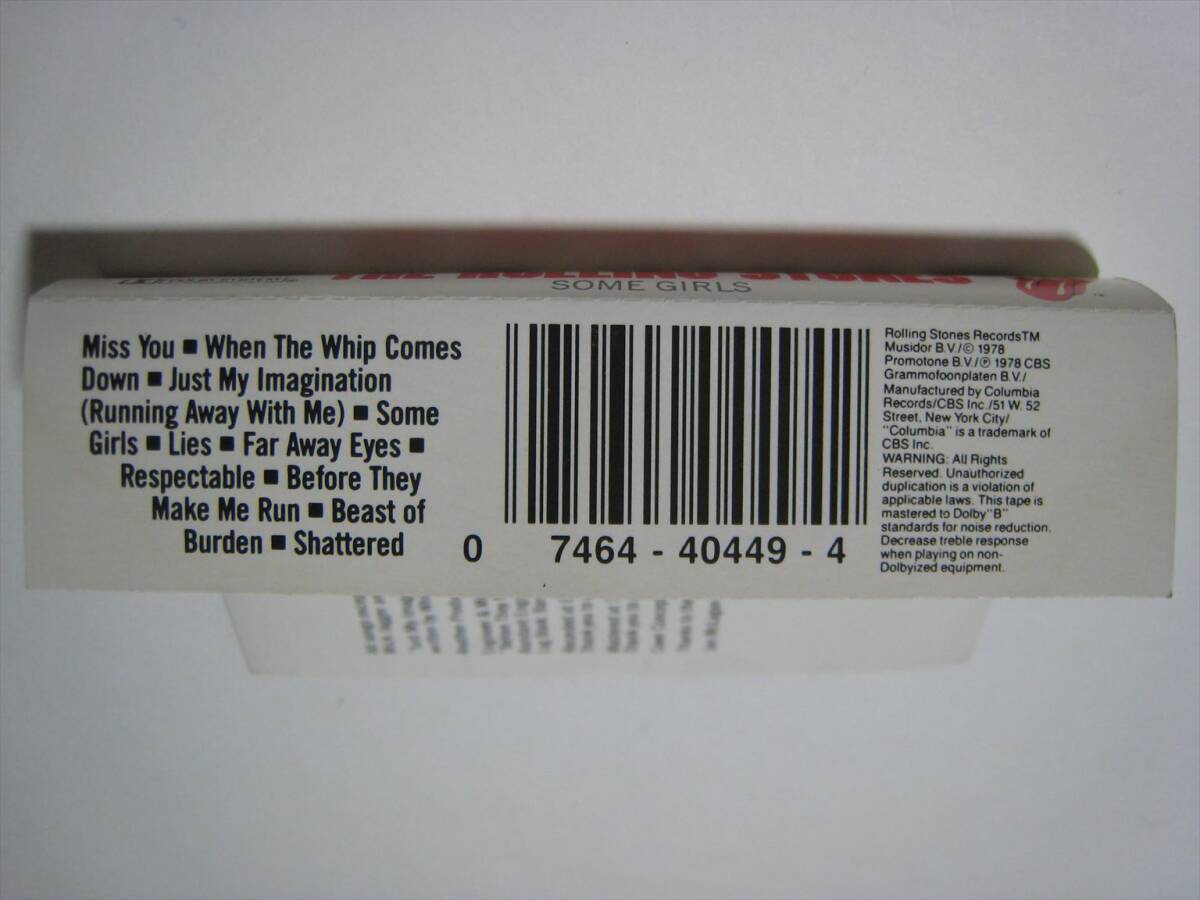 THE ROLLING STONES
SOME GIRLS
Miss You ■ When The Whip Comes
Down ■ Just My Imagination
(Running Away With Me) ■ Some
Girls ■ Lies ■ Far Away Eyes ■
Respectable ■ Before They
Make Me Run ■ Beast of
Burden ■ Shattered
0 7464 - 40449 - 4
Rolling Stones RecordsTM
Musidor B.V./© 1978
Promotone B.V./℗ 1978 CBS
Grammofoonplaten B.V./
Manufactured by Columbia
Records/CBS Inc./51 W. 52
Street, New York City/
"Columbia" is a trademark of
CBS Inc.
WARNING: All Rights
Reserved. Unauthorized
duplication is a violation of
applicable laws. This tape is
mastered to Dolby"B"
standards for noise reduction.
Decrease treble response
when playing on non-
Dolbyized equipment.